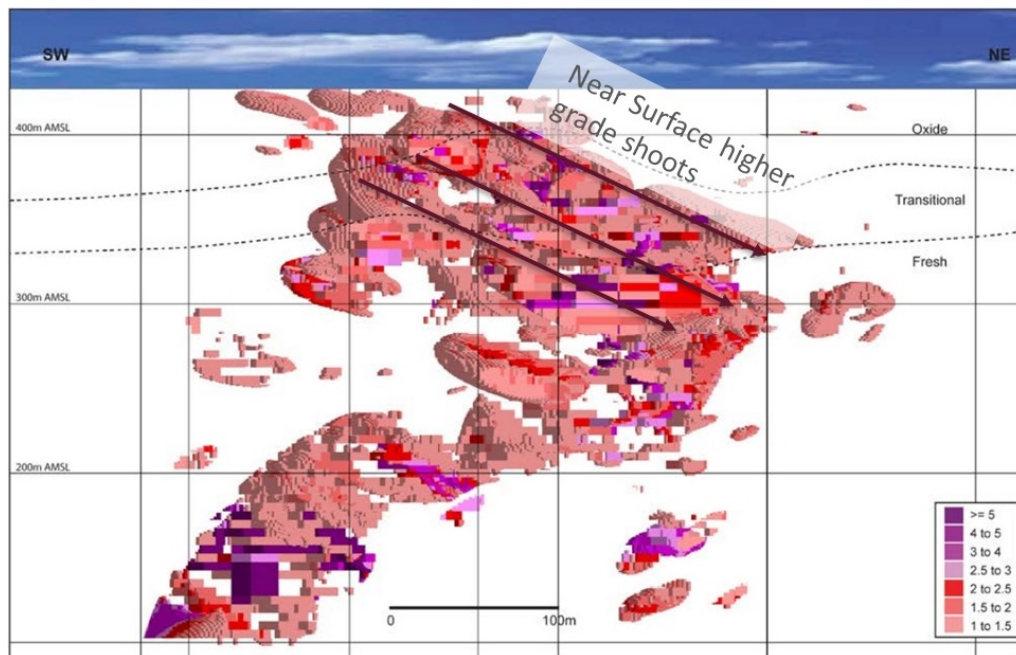 SW
NE
Near Surface higher
grade shoots
400m AMSL
Oxide
Transitional
Fresh
300m AMSL
200m AMSL
>= 5
4 to 5
3 to 4
2.5 to 3
2 to 2.5
1.5 to 2
1 to 1.5
0
100m